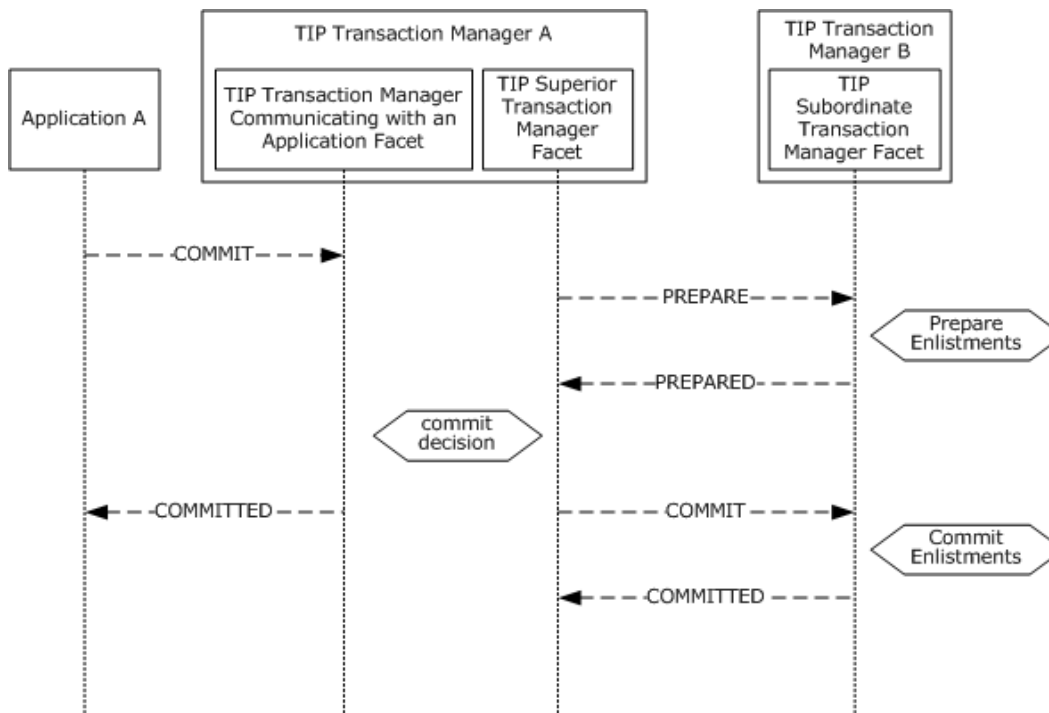 TIP Transaction Manager A
TIP Transaction
Manager B
Application A
TIP Transaction Manager
Communicating with an
Application Facet
TIP Superior
Transaction
Manager
Facet
TIP
Subordinate
Transaction
Manager Facet
COMMIT
PREPARE
Prepare
Enlistments
PREPARED
commit
decision
COMMITTED
COMMIT
Commit
Enlistments
COMMITTED